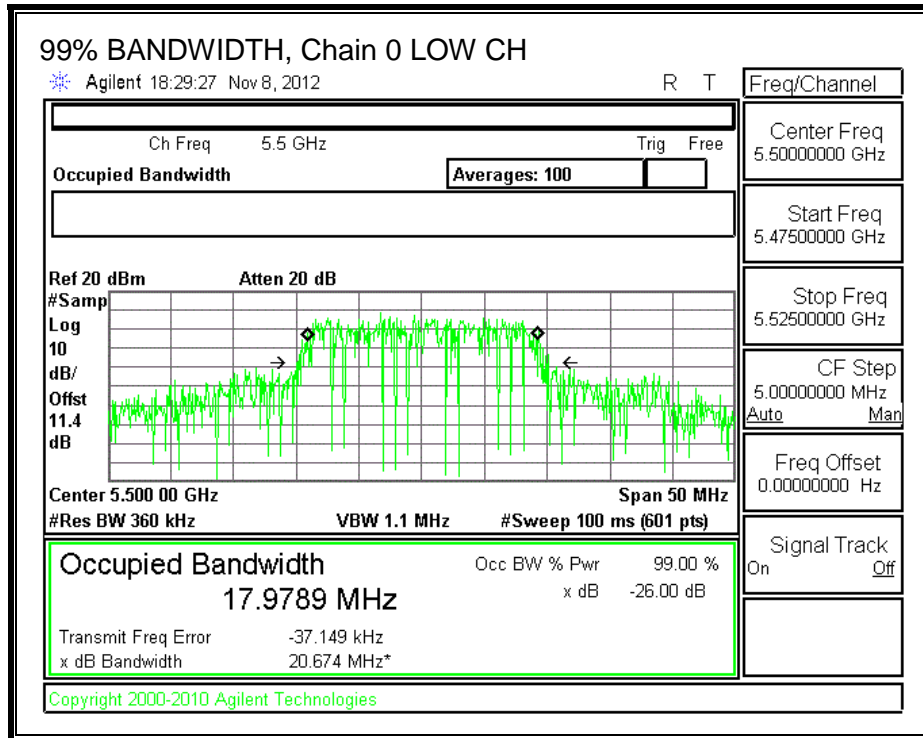 99% BANDWIDTH, Chain 0 LOW CH
Agilent 18:29:27 Nov 8, 2012 R T
Freq/Channel
Ch Freq 5.5 GHz Trig Free
Occupied Bandwidth Averages: 100
Center Freq
5.50000000 GHz
Start Freq
5.47500000 GHz
Stop Freq
5.52500000 GHz
CF Step
5.00000000 MHz
Auto Man
Freq Offset
0.00000000 Hz
Signal Track
On Off
Ref 20 dBm Atten 20 dB
#Samp
Log
10
dB/
Offst
11.4
dB
Center 5.500 00 GHz Span 50 MHz
#Res BW 360 kHz VBW 1.1 MHz #Sweep 100 ms (601 pts)
Occupied Bandwidth Occ BW % Pwr 99.00 %
17.9789 MHz x dB -26.00 dB
Transmit Freq Error -37.149 kHz
x dB Bandwidth 20.674 MHz*
Copyright 2000-2010 Agilent Technologies